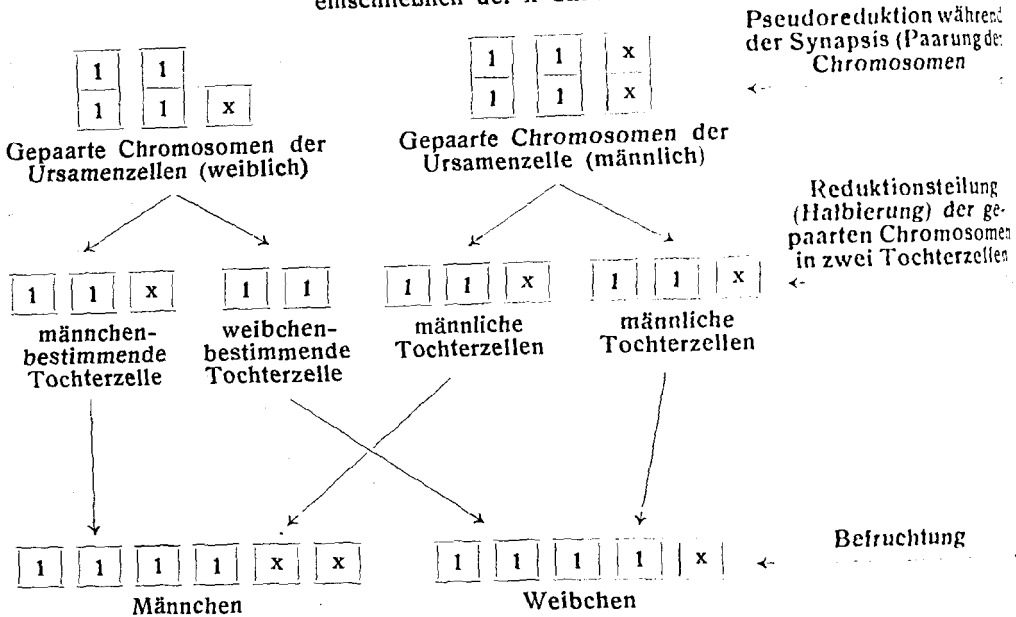 Pseudoreduktion während
der Synapsis (Paarung der
Chromosomen
1 1
1 1 x
1 1 x
1 1 x
Gepaarte Chromosomen der
Ursamenzellen (weiblich)
Gepaarte Chromosomen der
Ursamenzelle (männlich)
Reduktionsteilung
(Halbierung) der ge-
paarten Chromosomen
in zwei Tochterzellen
1 1 x
1 1
1 1 x
1 1 x
männchen-
bestimmende
Tochterzelle
weibchen-
bestimmende
Tochterzelle
männliche
Tochterzellen
männliche
Tochterzellen
Befruchtung
1 1 1 1 x x
1 1 1 1 x
Männchen
Weibchen